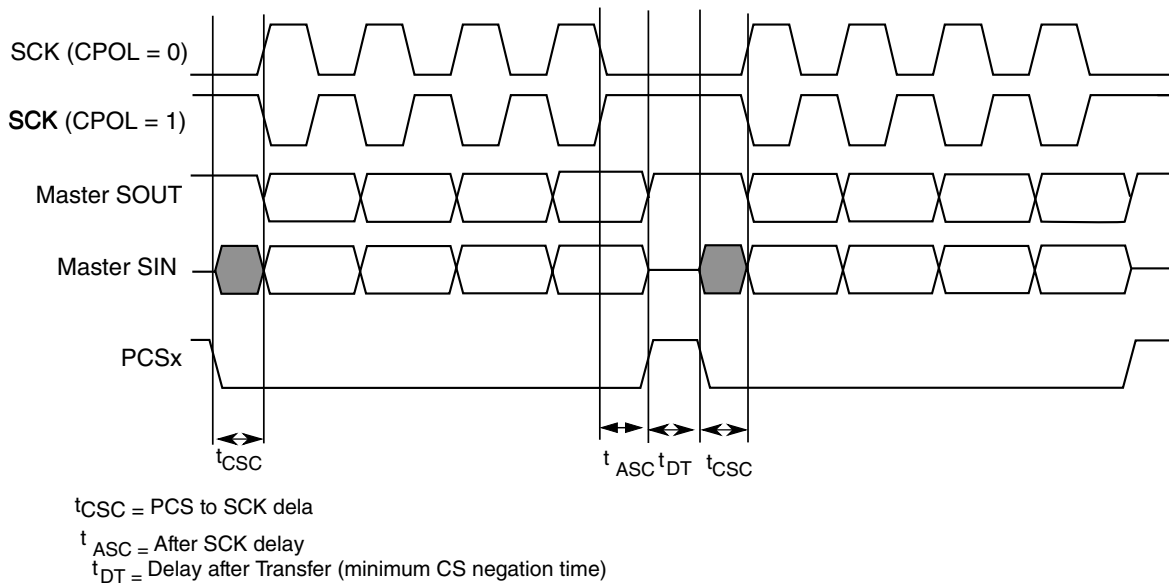 SCK (CPOL = 0)
SCK (CPOL = 1)
Master SOUT
Master SIN
PCSx
tCSC
t ASC
tDT
tCSC
tCSC = PCS to SCK dela
t ASC = After SCK delay
tDT = Delay after Transfer (minimum CS negation time)